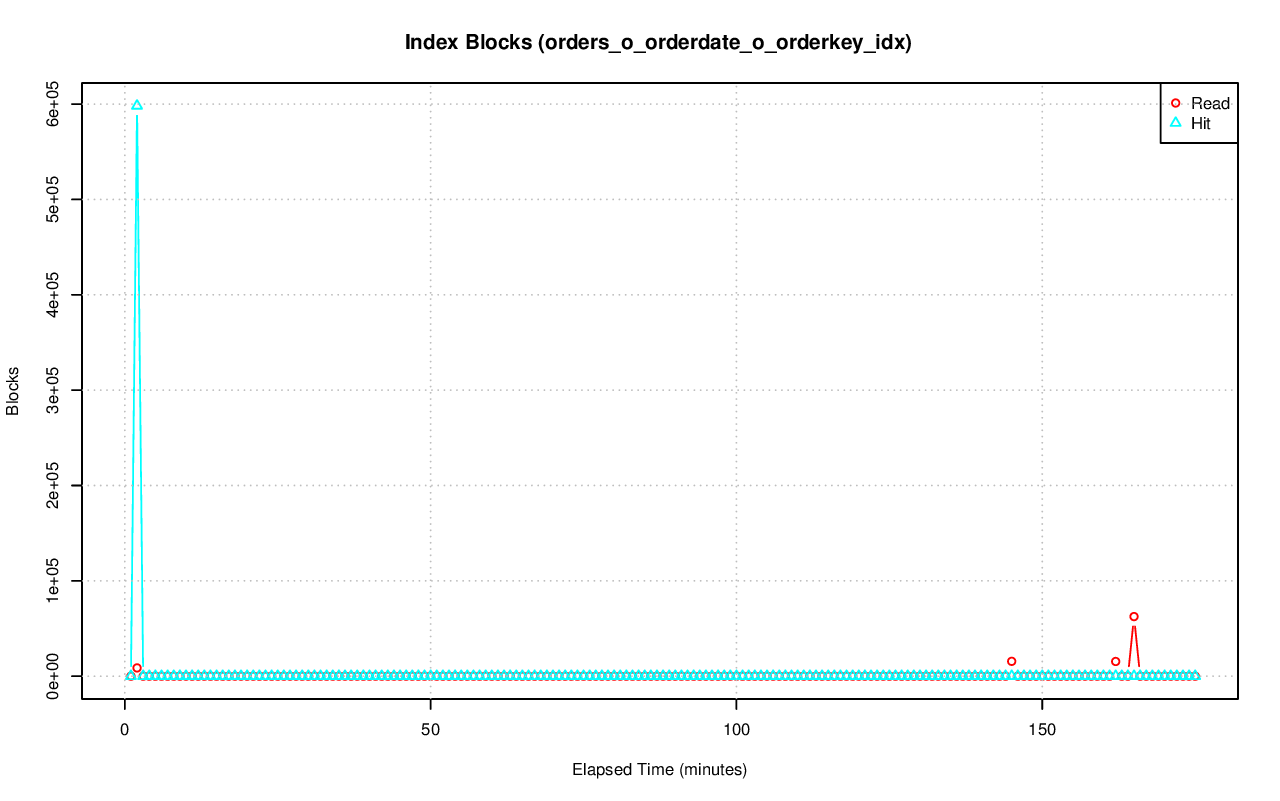 Index Blocks (orders_o_orderdate_o_orderkey_idx)
Read
Hit
Blocks
6e+05
5e+05
4e+05
3e+05
2e+05
1e+05
0e+00
0 50 100 150
Elapsed Time (minutes)